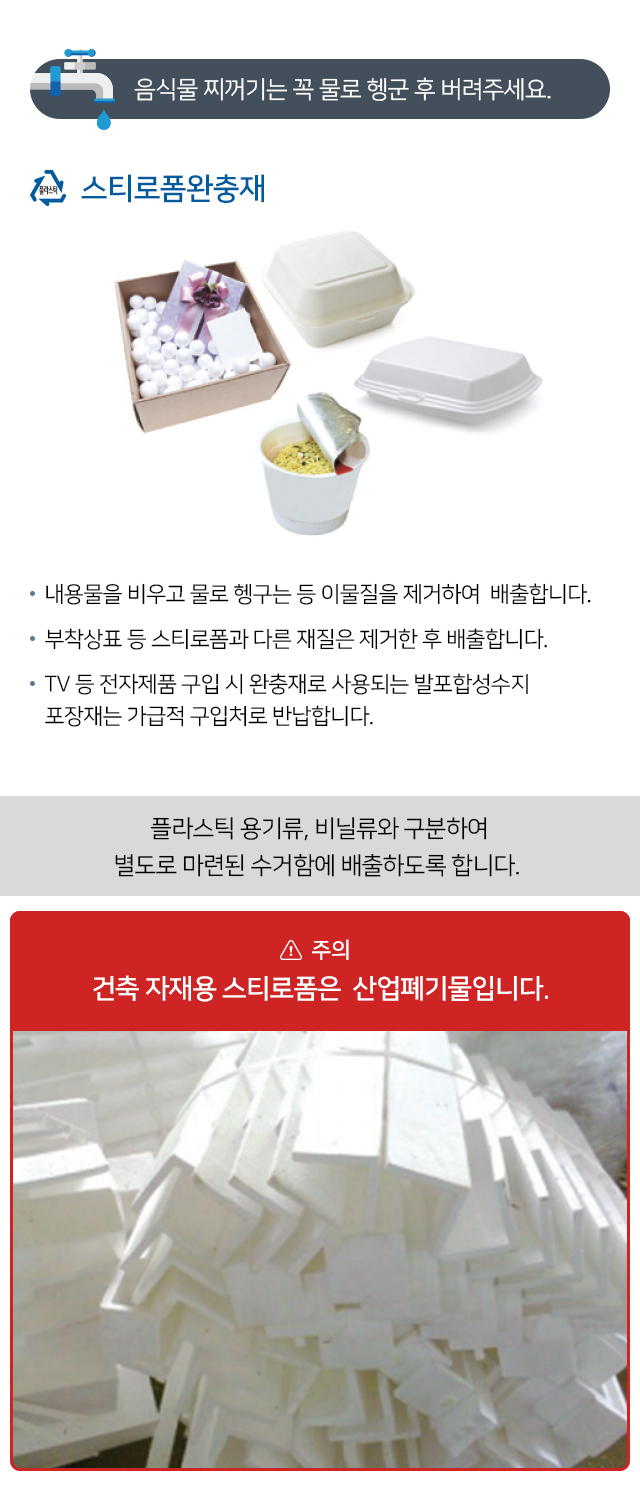 음식물 찌꺼기는 꼭 물로 헹군 후 버려주세요.
플라스틱
스티로폼완충재
내용물을 비우고 물로 헹구는 등 이물질을 제거하여 배출합니다.
부착상표 등 스티로폼과 다른 재질은 제거한 후 배출합니다.
TV 등 전자제품 구입 시 완충재로 사용되는 발포합성수지
포장재는 가급적 구입처로 반납합니다.
플라스틱 용기류, 비닐류와 구분하여
별도로 마련된 수거함에 배출하도록 합니다.
주의
건축 자재용 스티로폼은 산업폐기물입니다.